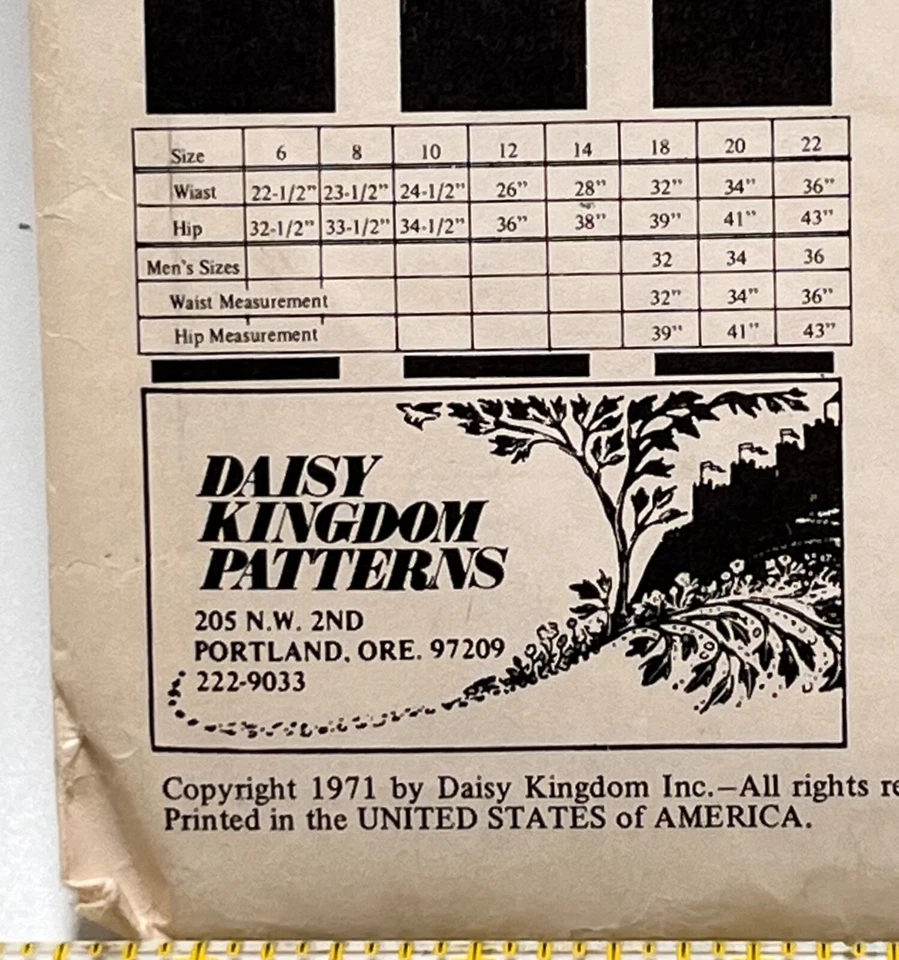 Size 6 8 10 12 14 18 20 22
Wiast 22-1/2" 23-1/2" 24-1/2" 26" 28" 32" 34" 36"
Hip 32-1/2" 33-1/2" 34-1/2" 36" 38" 39" 41" 43"
Men's Sizes 32 34 36
Waist Measurement 32" 34" 36"
Hip Measurement 39" 41" 43"
DAISY
KINGDOM
PATTERNS
205 N.W. 2ND
PORTLAND, ORE. 97209
222-9033
Copyright 1971 by Daisy Kingdom Inc.—All rights re
Printed in the UNITED STATES of AMERICA.